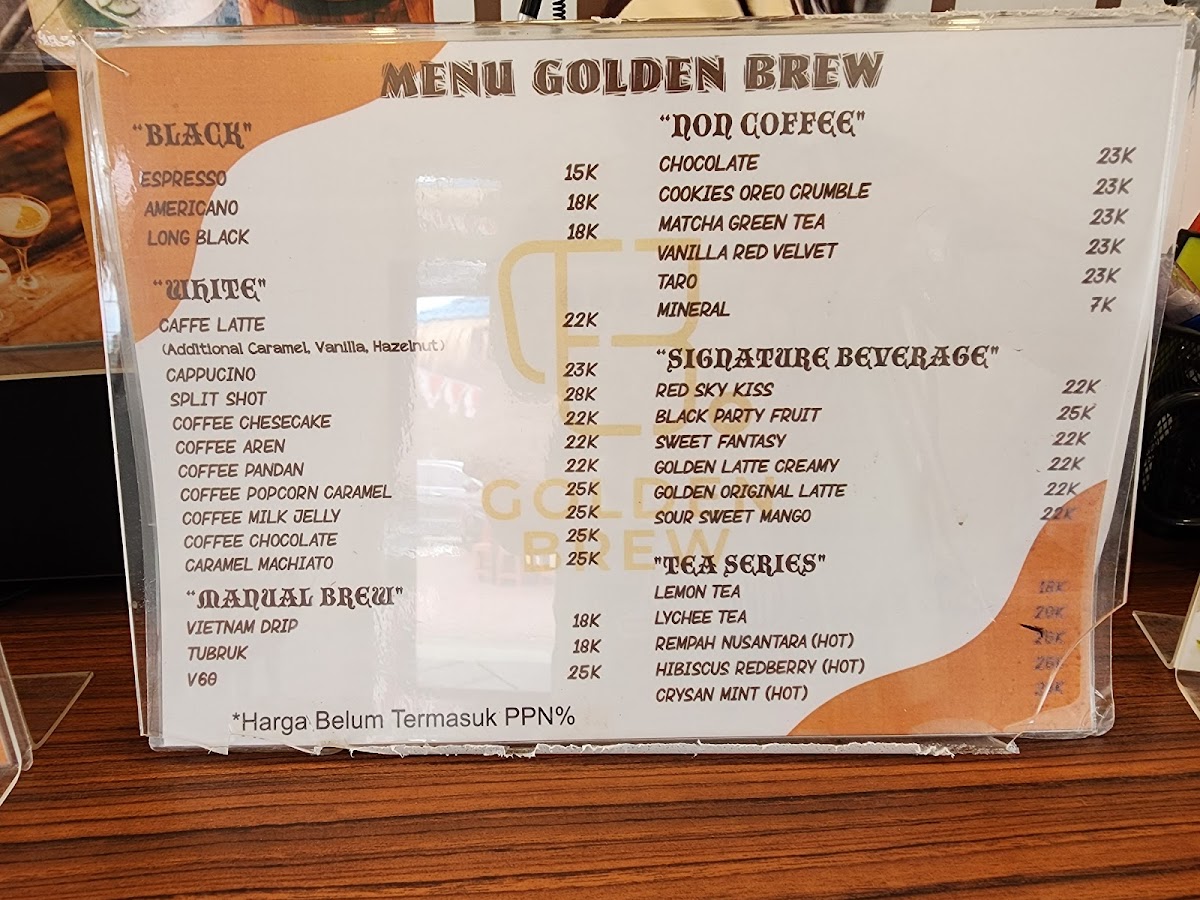 MENU GOLDEN BREW
"BLACK"
ESPRESSO 15K
AMERICANO 18K
LONG BLACK 18K
"WHITE"
CAFFE LATTE 22K
(Additional Caramel, Vanilla, Hazelnut)
CAPPUCINO 23K
SPLIT SHOT 28K
COFFEE CHESECAKE 22K
COFFEE AREN 22K
COFFEE PANDAN 22K
COFFEE POPCORN CARAMEL 25K
COFFEE MILK JELLY 25K
COFFEE CHOCOLATE 25K
CARAMEL MACHIATO 25K
"MANUAL BREW"
VIETNAM DRIP 18K
TUBRUK 18K
V60 25K
*Harga Belum Termasuk PPN%
"NON COFFEE"
CHOCOLATE 23K
COOKIES OREO CRUMBLE 23K
MATCHA GREEN TEA 23K
VANILLA RED VELVET 23K
TARO 23K
MINERAL 7K
"SIGNATURE BEVERAGE"
RED SKY KISS 22K
BLACK PARTY FRUIT 25K
SWEET FANTASY 22K
GOLDEN LATTE CREAMY 22K
GOLDEN ORIGINAL LATTE 22K
SOUR SWEET MANGO 22K
"TEA SERIES"
LEMON TEA 18K
LYCHEE TEA 20K
REMPAH NUSANTARA (HOT)
HIBISCUS REDBERRY (HOT)
CRYSAN MINT (HOT)
GOLDEN
BREW